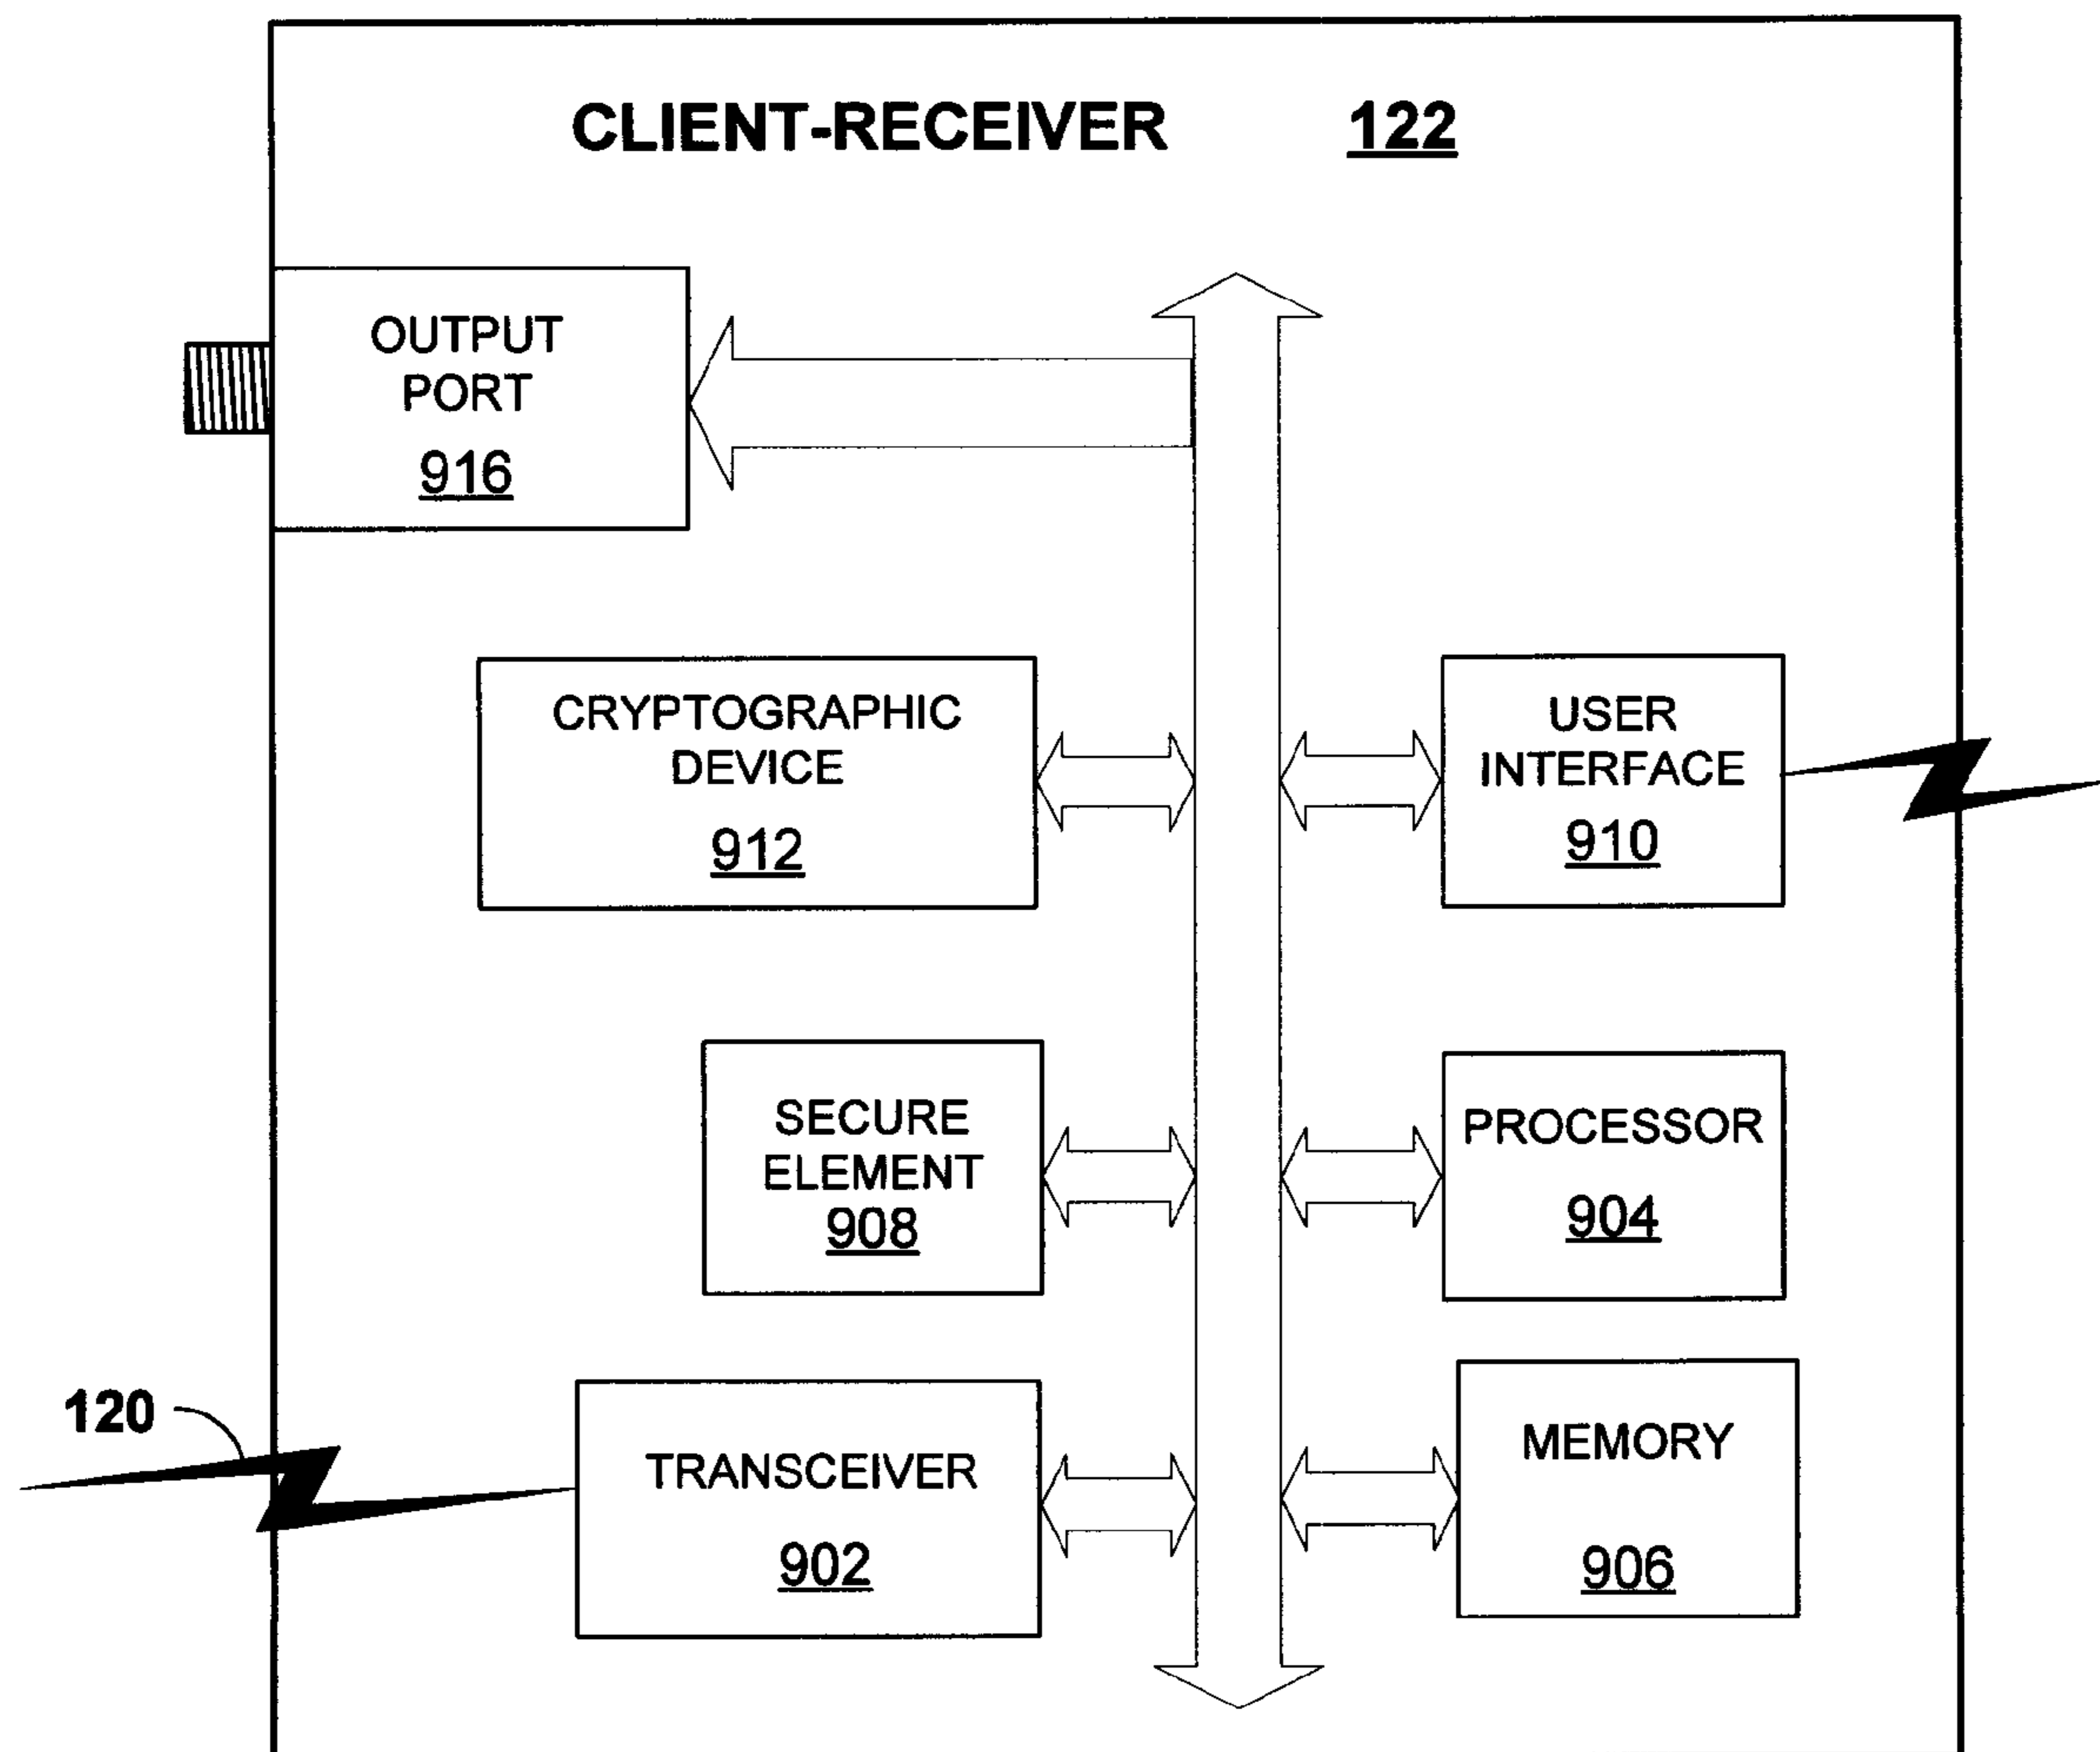 CLIENT-RECEIVER 122
OUTPUT
PORT
916
CRYPTOGRAPHIC
DEVICE
912
USER
INTERFACE
910
SECURE
ELEMENT
908
PROCESSOR
904
120
TRANSCEIVER
902
MEMORY
906